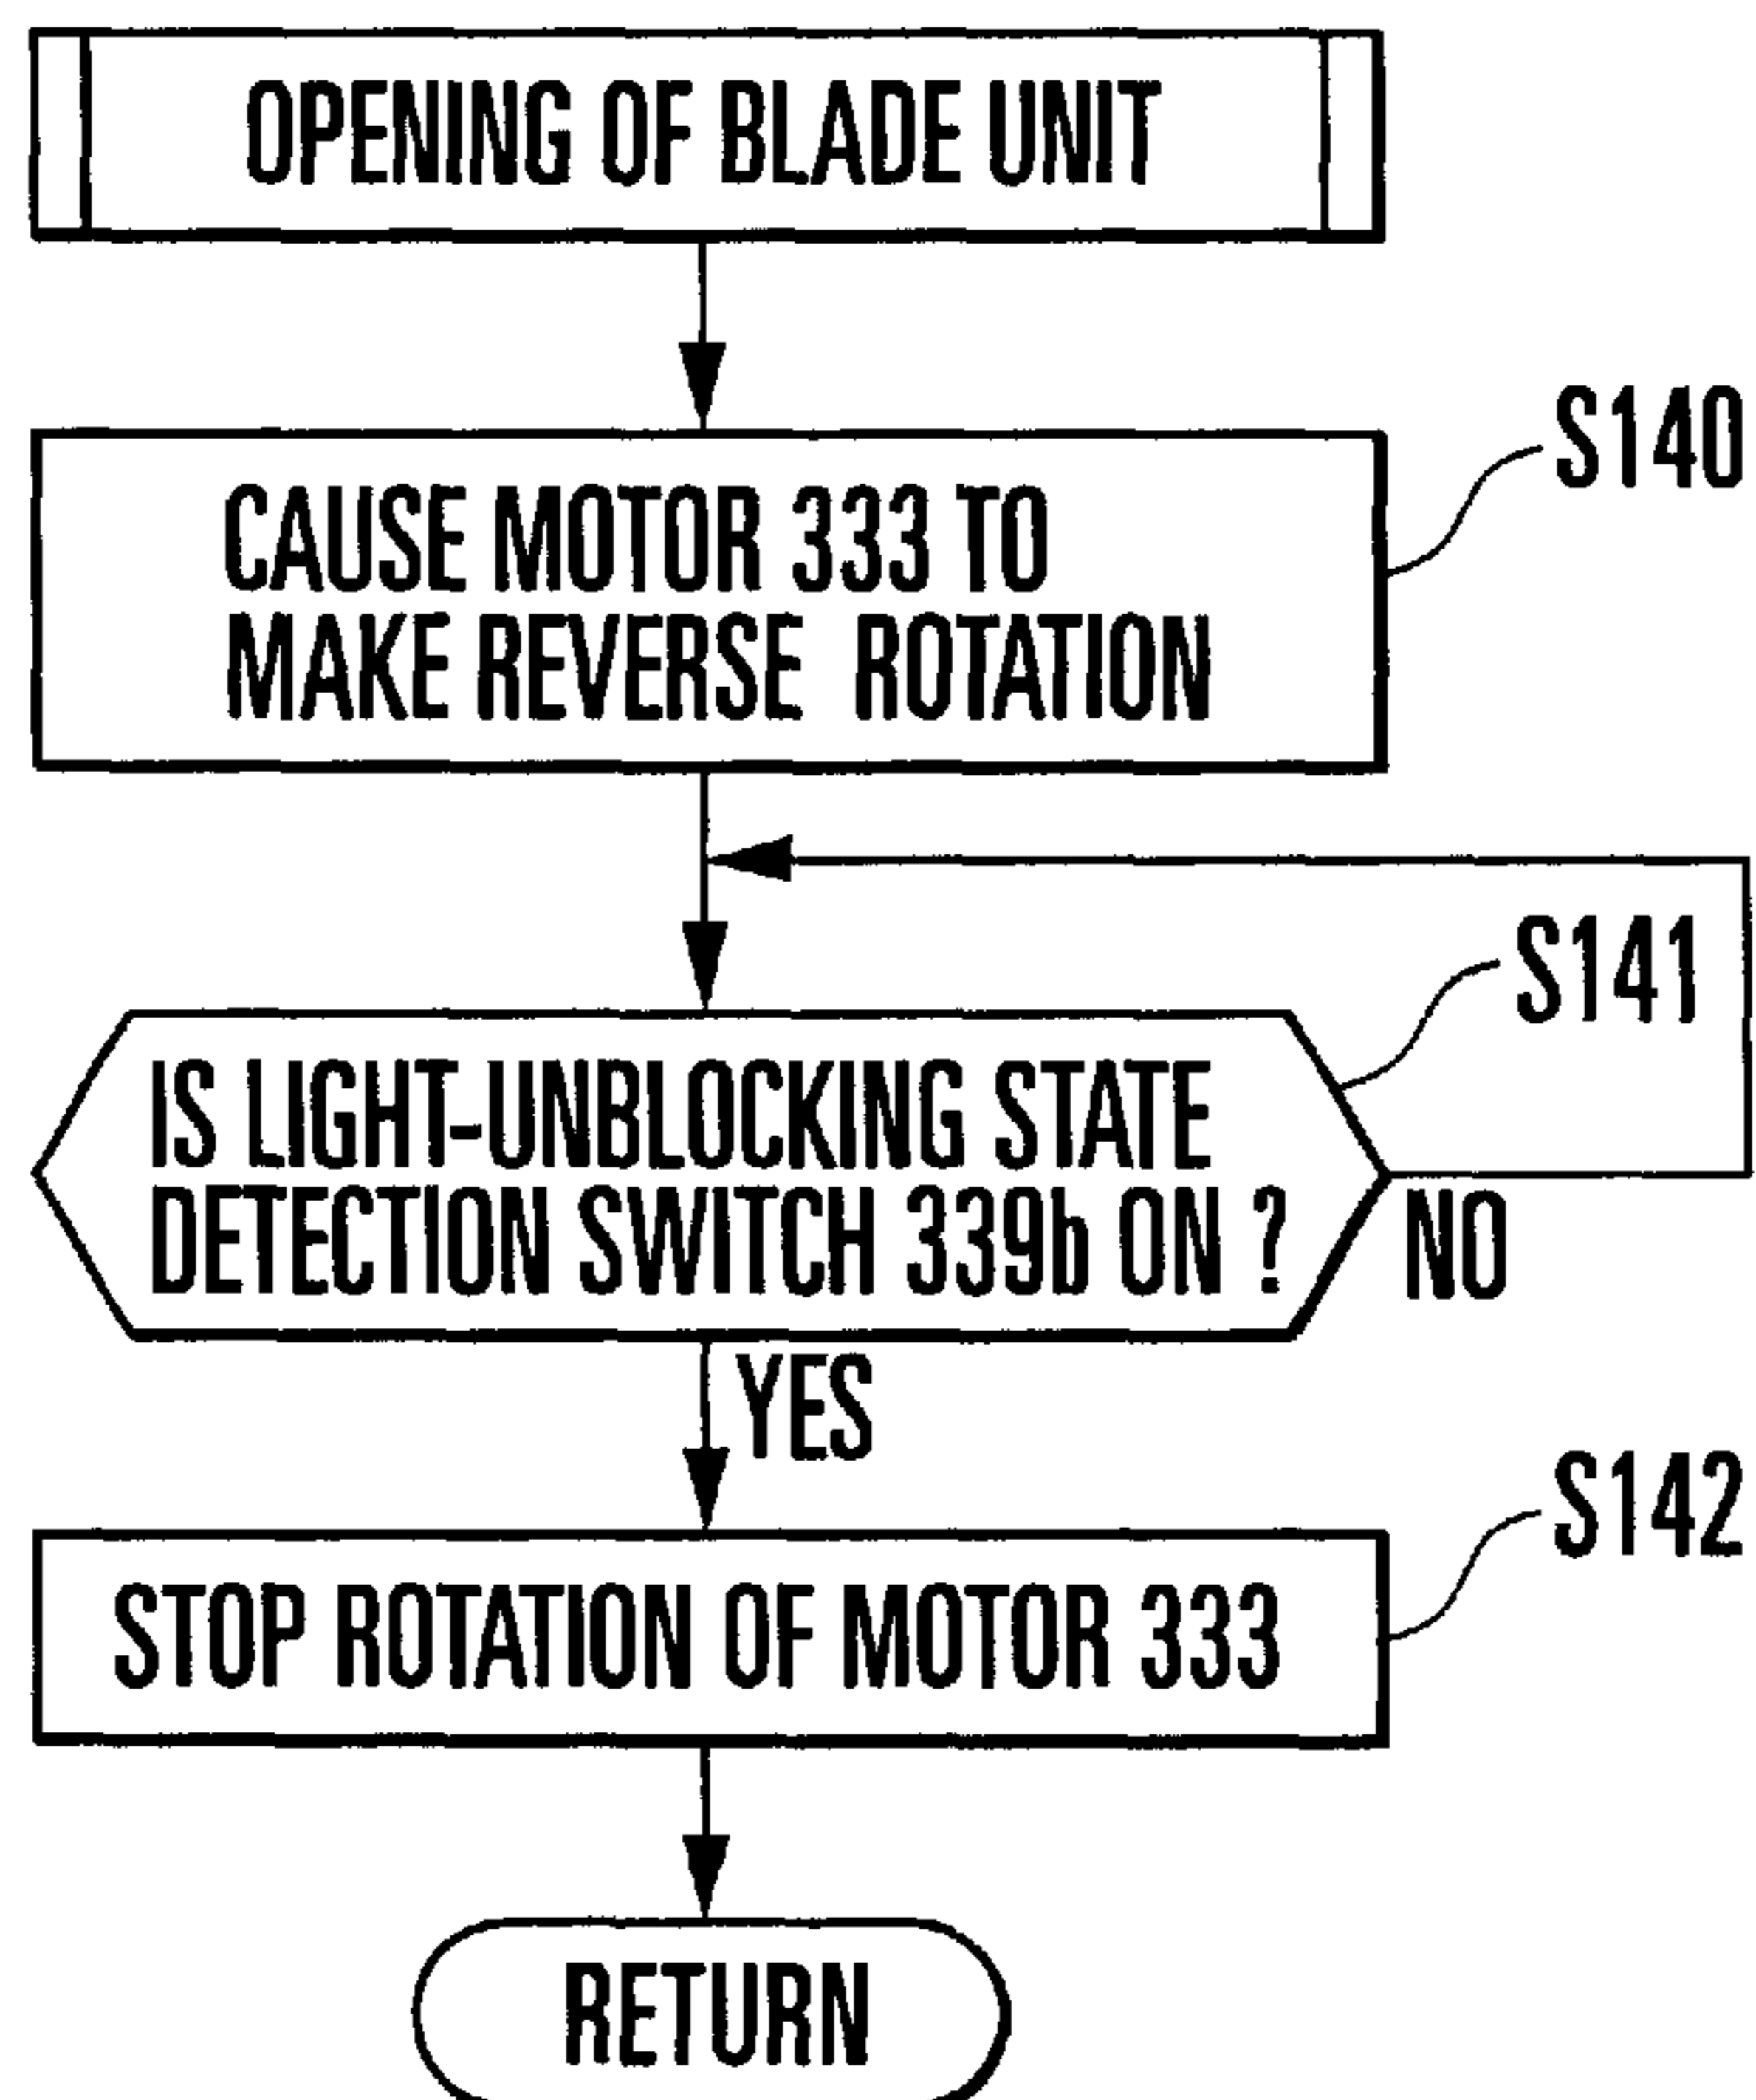 OPENING OF BLADE UNIT
S140
CAUSE MOTOR 333 TO
MAKE REVERSE ROTATION
S141
IS LIGHT-UNBLOCKING STATE
DETECTION SWITCH 339b ON ?
NO
YES
S142
STOP ROTATION OF MOTOR 333
RETURN